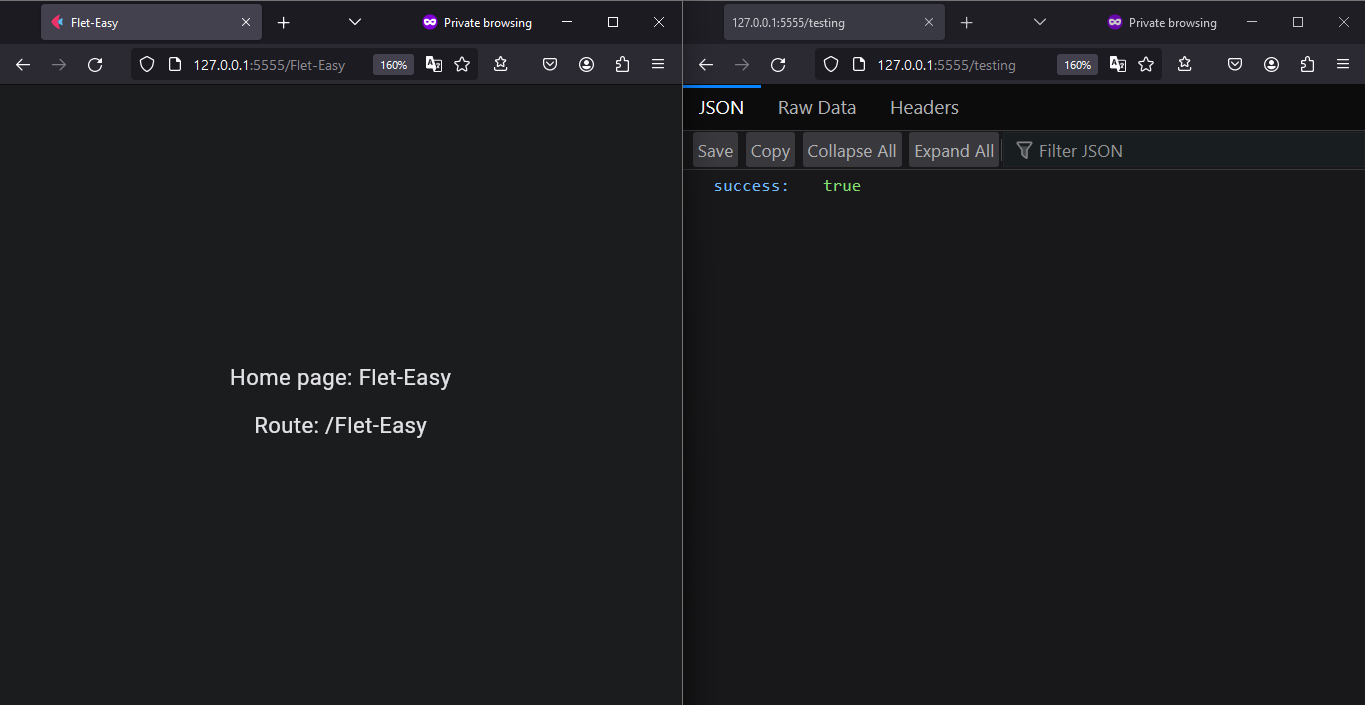 Flet-Easy
Private browsing
127.0.0.1:5555/Flet-Easy
160%
Home page: Flet-Easy
Route: /Flet-Easy
127.0.0.1:5555/testing
Private browsing
127.0.0.1:5555/testing
160%
JSON Raw Data Headers
Save Copy Collapse All Expand All Filter JSON
success: true